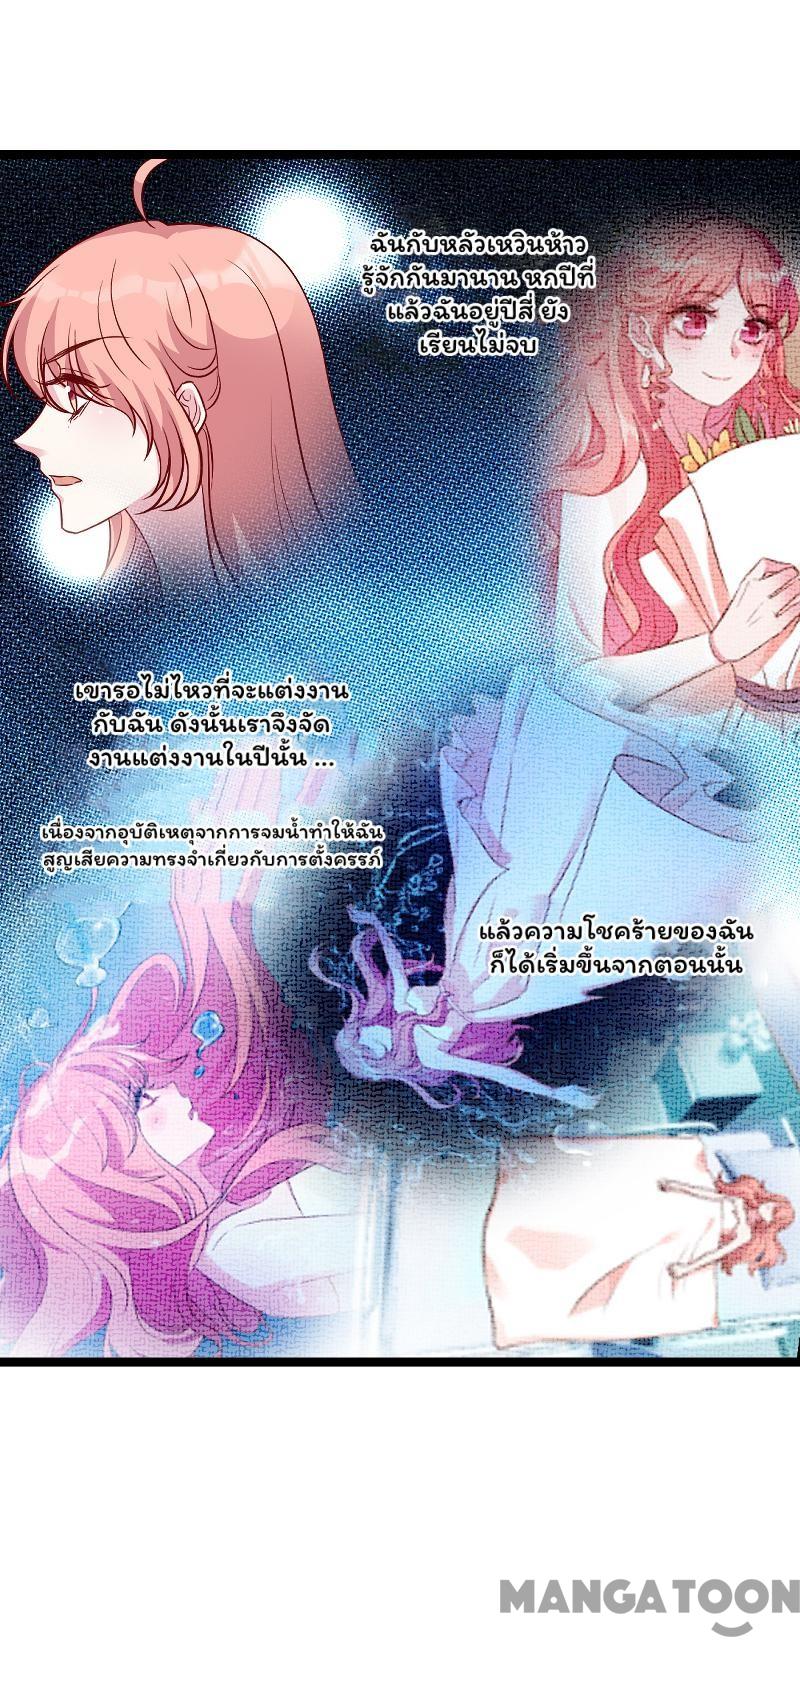 ฉันกับหลัวเหวินห้าว
รู้จักกันมานาน หกปีที่
แล้วฉันอยู่ปีสี่ ยัง
เรียนไม่จบ
เขารอไม่ไหวที่จะแต่งงาน
กับฉัน ดังนั้นเราจึงจัด
งานแต่งงานในปีนั้น ...
เนื่องจากอุบัติเหตุจากการจมน้ำทำให้ฉัน
สูญเสียความทรงจำเกี่ยวกับการตั้งครรภ์
แล้วความโชคร้ายของฉัน
ก็ได้เริ่มขึ้นจากตอนนั้น
MANGATOON